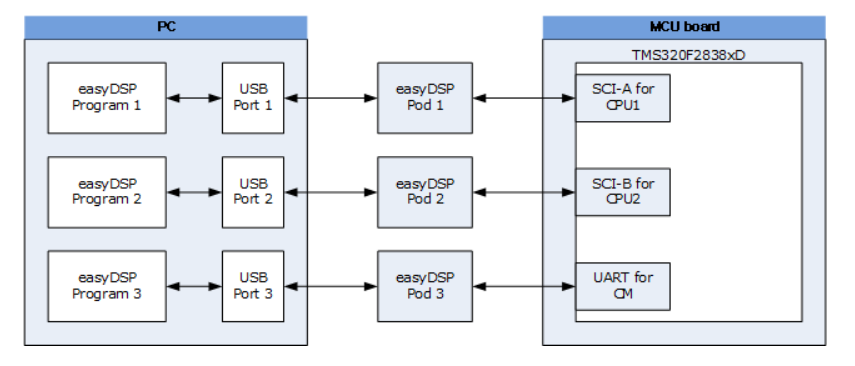 PC
MCU board
TMS320F2838xD
easyDSP
Program 1
USB
Port 1
easyDSP
Pod 1
SCI-A for
CPU1
easyDSP
Program 2
USB
Port 2
easyDSP
Pod 2
SCI-B for
CPU2
easyDSP
Program 3
USB
Port 3
easyDSP
Pod 3
UART for
CM